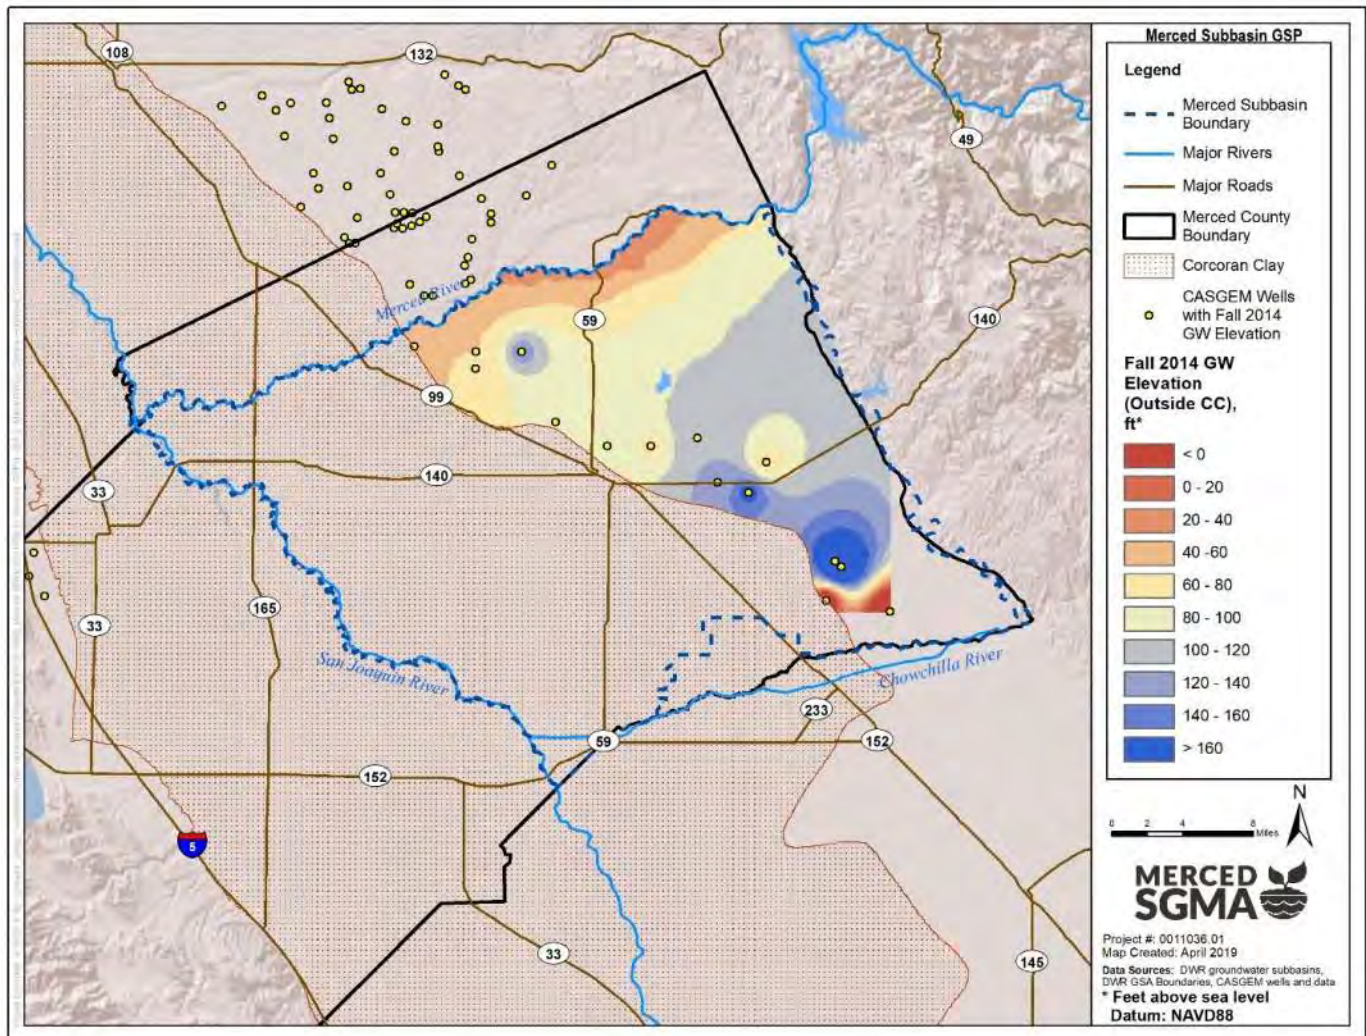 Merced Subbasin GSP
Legend
Merced Subbasin
Boundary
Major Rivers
Major Roads
Merced County
Boundary
Corcoran Clay
CASGEM Wells
with Fall 2014
GW Elevation
Fall 2014 GW
Elevation
(Outside CC),
ft*
< 0
0 - 20
20 - 40
40 -60
60 - 80
80 - 100
100 - 120
120 - 140
140 - 160
> 160
N
0 2 4 8
Miles
MERCED
SGMA
Project #: 0011036.01
Map Created: April 2019
Data Sources: DWR groundwater subbasins,
DWR GSA Boundaries, CASGEM wells and data
* Feet above sea level
Datum: NAVD88
108
132
49
Merced River
59
140
99
140
33
165
33
San Joaquin River
Chowchilla River
233
59
152
152
5
33
145